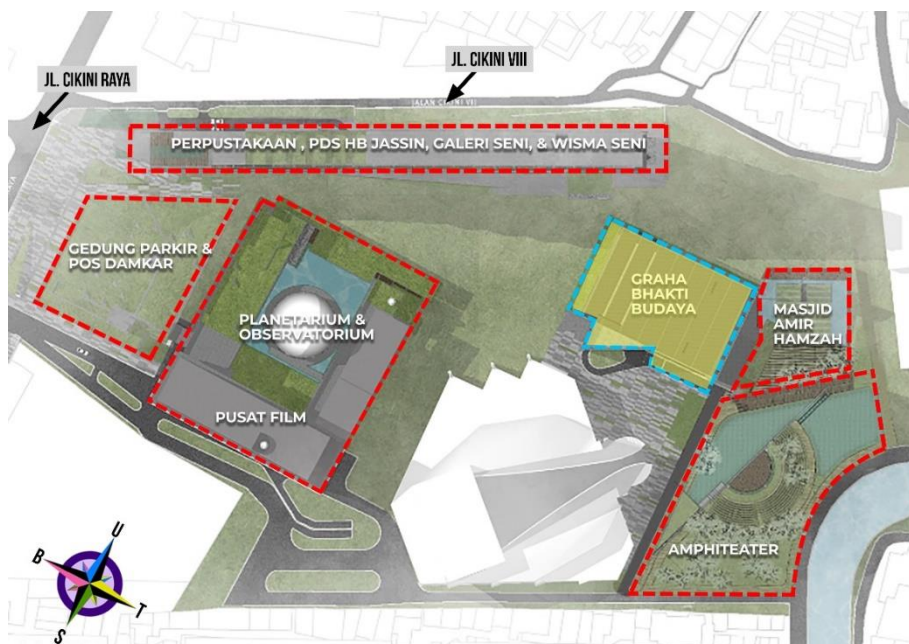 JL. CIKINI RAYA
JL. CIKINI VIII
JALAN CIKINI VII
PERPUSTAKAAN , PDS HB JASSIN, GALERI SENI, & WISMA SENI
GEDUNG PARKIR &
POS DAMKAR
PLANETARIUM &
OBSERVATORIUM
PUSAT FILM
GRAHA
BHAKTI
BUDAYA
MASJID
AMIR
HAMZAH
AMPHITEATER
U
B
T
S